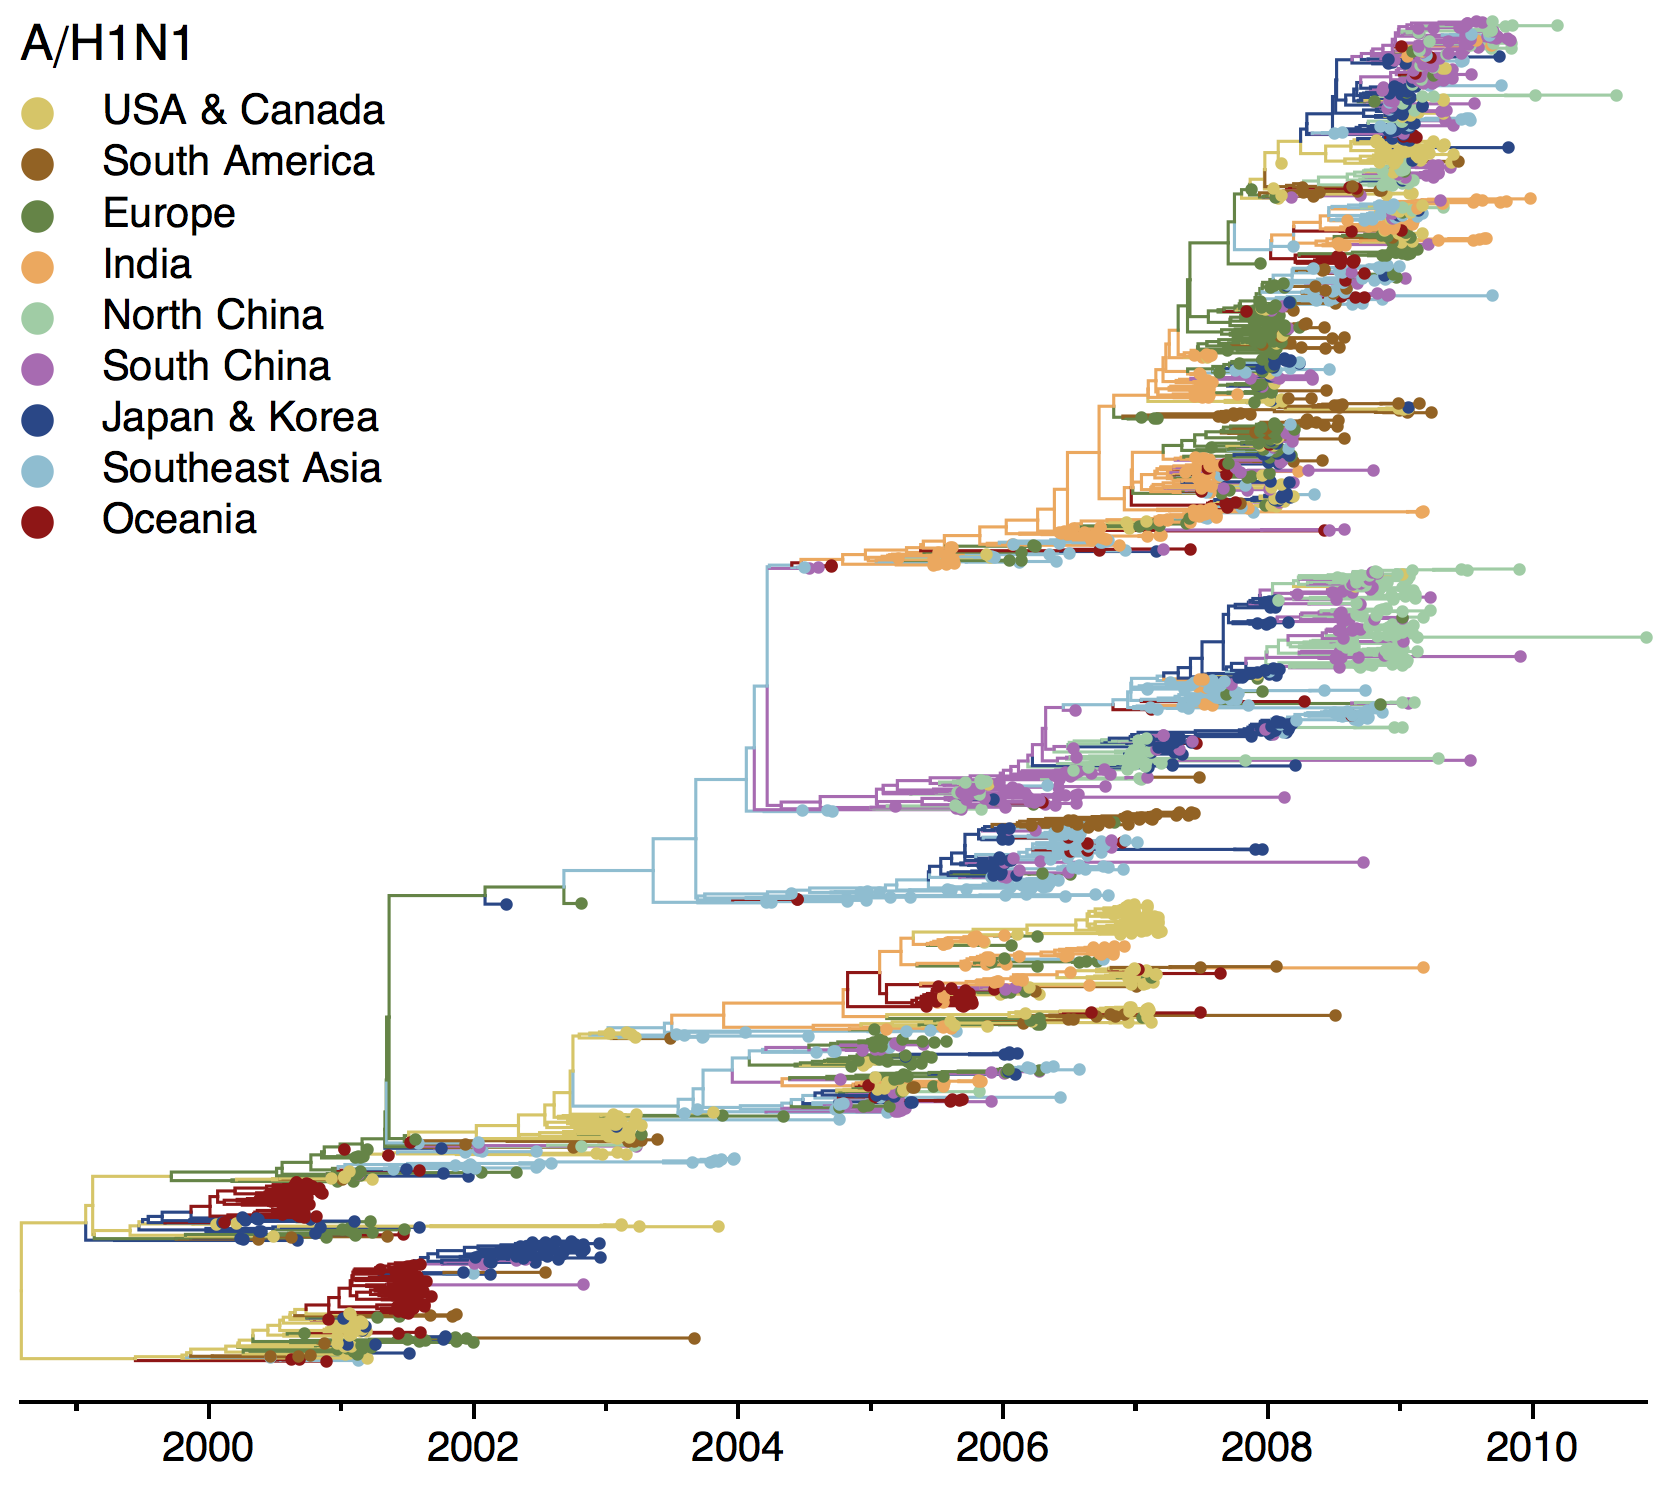 A/H1N1
USA & Canada
South America
Europe
India
North China
South China
Japan & Korea
Southeast Asia
Oceania
2000 2002 2004 2006 2008 2010